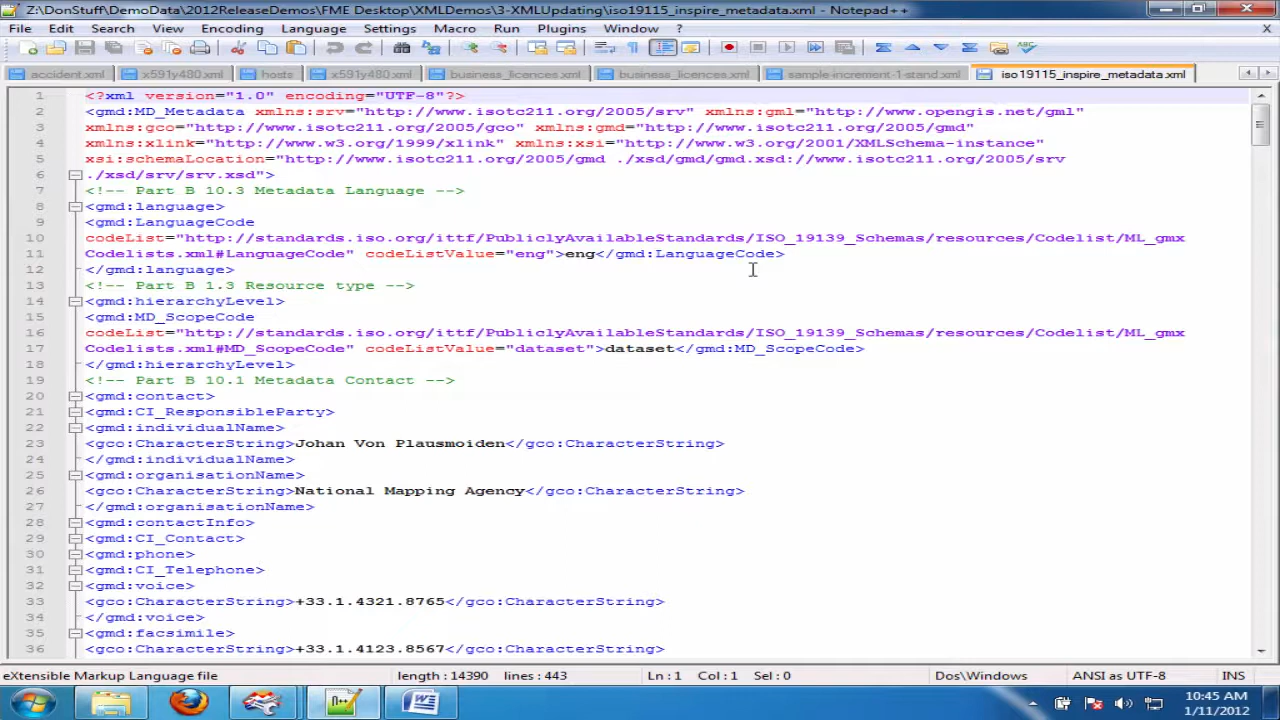 Z:\DonStuff\DemoData\2012ReleaseDemos\FME Desktop\XMLDemos\3-XMLUpdating\iso19115_inspire_metadata.xml - Notepad++
File Edit Search View Encoding Language Settings Macro Run Plugins Window ? X
accident.xml x591y480.xml hosts x591y480.xml business_licences.xml business_licences.xml sample-increment-1-stand.xml iso19115_inspire_metadata.xml
1 <?xml version="1.0" encoding="UTF-8"?>
2 <gmd:MD_Metadata xmlns:srv="http://www.isotc211.org/2005/srv" xmlns:gml="http://www.opengis.net/gml"
3 xmlns:gco="http://www.isotc211.org/2005/gco" xmlns:gmd="http://www.isotc211.org/2005/gmd"
4 xmlns:xlink="http://www.w3.org/1999/xlink" xmlns:xsi="http://www.w3.org/2001/XMLSchema-instance"
5 xsi:schemaLocation="http://www.isotc211.org/2005/gmd ./xsd/gmd/gmd.xsd://www.isotc211.org/2005/srv
6 ./xsd/srv/srv.xsd">
7 <!-- Part B 10.3 Metadata Language -->
8 <gmd:language>
9 <gmd:LanguageCode
10 codeList="http://standards.iso.org/ittf/PubliclyAvailableStandards/ISO_19139_Schemas/resources/Codelist/ML_gmx
11 Codelists.xml#LanguageCode" codeListValue="eng">eng</gmd:LanguageCode>
12 </gmd:language>
13 <!-- Part B 1.3 Resource type -->
14 <gmd:hierarchyLevel>
15 <gmd:MD_ScopeCode
16 codeList="http://standards.iso.org/ittf/PubliclyAvailableStandards/ISO_19139_Schemas/resources/Codelist/ML_gmx
17 Codelists.xml#MD_ScopeCode" codeListValue="dataset">dataset</gmd:MD_ScopeCode>
18 </gmd:hierarchyLevel>
19 <!-- Part B 10.1 Metadata Contact -->
20 <gmd:contact>
21 <gmd:CI_ResponsibleParty>
22 <gmd:individualName>
23 <gco:CharacterString>Johan Von Plausmoiden</gco:CharacterString>
24 </gmd:individualName>
25 <gmd:organisationName>
26 <gco:CharacterString>National Mapping Agency</gco:CharacterString>
27 </gmd:organisationName>
28 <gmd:contactInfo>
29 <gmd:CI_Contact>
30 <gmd:phone>
31 <gmd:CI_Telephone>
32 <gmd:voice>
33 <gco:CharacterString>+33.1.4321.8765</gco:CharacterString>
34 </gmd:voice>
35 <gmd:facsimile>
36 <gco:CharacterString>+33.1.4123.8567</gco:CharacterString>
eXtensible Markup Language file length : 14390 lines : 443 Ln : 1 Col : 1 Sel : 0 Dos\Windows ANSI as UTF-8 INS
10:45 AM
1/11/2012